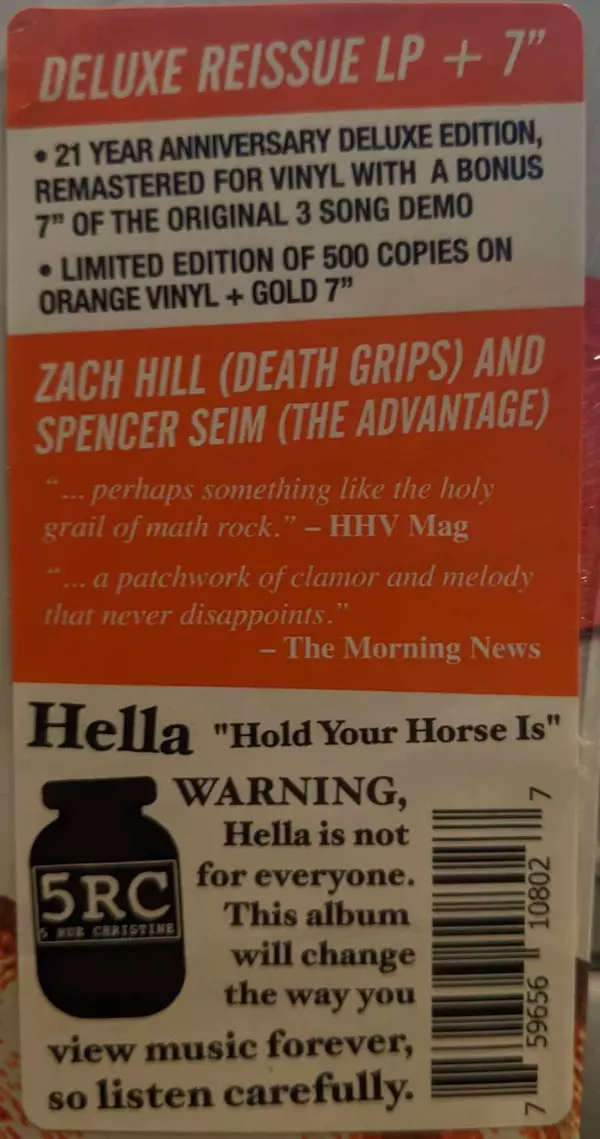 DELUXE REISSUE LP + 7”
• 21 YEAR ANNIVERSARY DELUXE EDITION,
REMASTERED FOR VINYL WITH A BONUS
7” OF THE ORIGINAL 3 SONG DEMO
• LIMITED EDITION OF 500 COPIES ON
ORANGE VINYL + GOLD 7”
ZACH HILL (DEATH GRIPS) AND
SPENCER SEIM (THE ADVANTAGE)
“... perhaps something like the holy
grail of math rock.” – HHV Mag
“... a patchwork of clamor and melody
that never disappoints.”
– The Morning News
Hella "Hold Your Horse Is"
WARNING,
Hella is not
for everyone.
This album
will change
the way you
view music forever,
so listen carefully.
5RC
5 RUE CHRISTINE
7 59656 10802 7